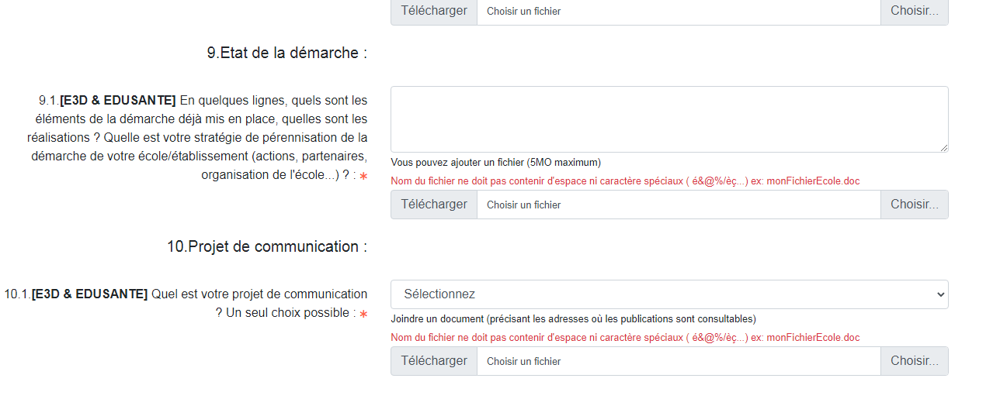 Télécharger Choisir un fichier Choisir...
9.Etat de la démarche :
9.1.[E3D & EDUSANTE] En quelques lignes, quels sont les
éléments de la démarche déjà mis en place, quelles sont les
réalisations ? Quelle est votre stratégie de pérennisation de la
démarche de votre école/établissement (actions, partenaires,
organisation de l'école...) ? : *
Vous pouvez ajouter un fichier (5MO maximum)
Nom du fichier ne doit pas contenir d'espace ni caractère spéciaux ( é&@%/èç...) ex: monFichierEcole.doc
Télécharger Choisir un fichier Choisir...
10.Projet de communication :
10.1.[E3D & EDUSANTE] Quel est votre projet de communication
? Un seul choix possible : *
Sélectionnez
Joindre un document (précisant les adresses où les publications sont consultables)
Nom du fichier ne doit pas contenir d'espace ni caractère spéciaux ( é&@%/èç...) ex: monFichierEcole.doc
Télécharger Choisir un fichier Choisir...